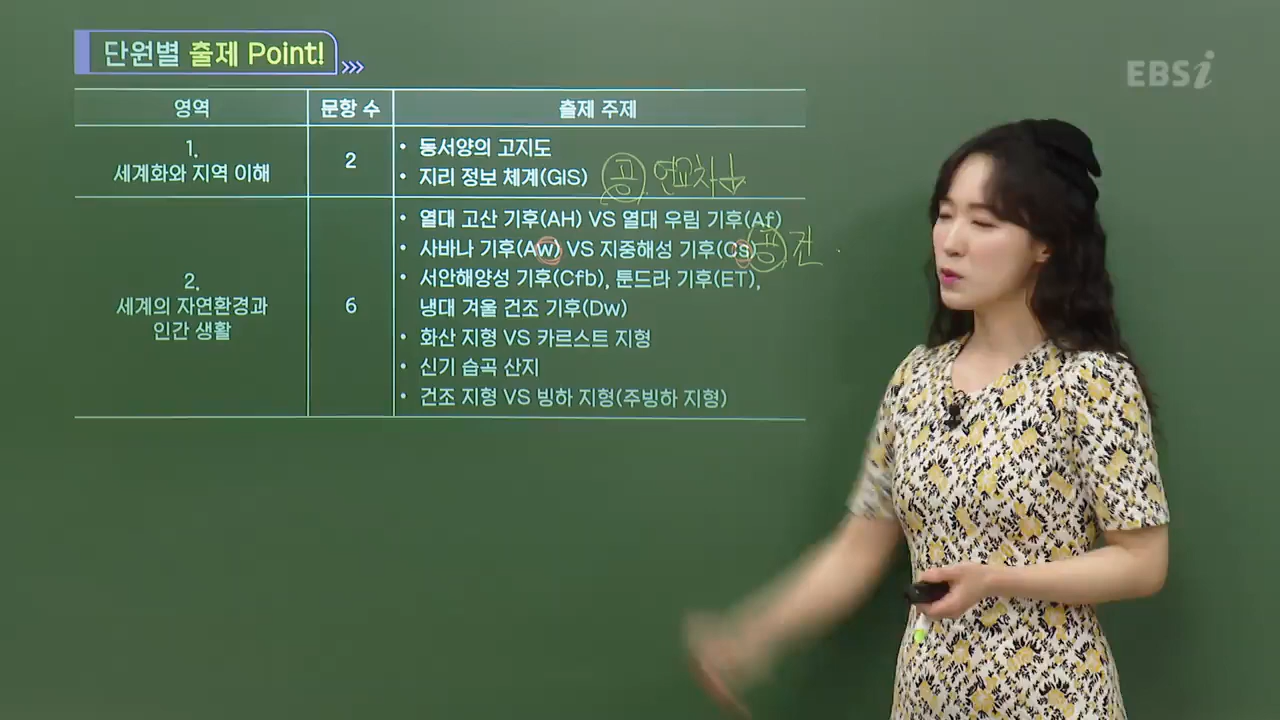 단원별 출제 Point!
EBSi
영역 문항 수 출제 주제
1.
세계화와 지역 이해
2
• 동서양의 고지도
• 지리 정보 체계(GIS)
공 연교차↓
2.
세계의 자연환경과
인간 생활
6
• 열대 고산 기후(AH) VS 열대 우림 기후(Af)
• 사바나 기후(Aw) VS 지중해성 기후(Cs)
공 건
• 서안해양성 기후(Cfb), 툰드라 기후(ET),
냉대 겨울 건조 기후(Dw)
• 화산 지형 VS 카르스트 지형
• 신기 습곡 산지
• 건조 지형 VS 빙하 지형(주빙하 지형)